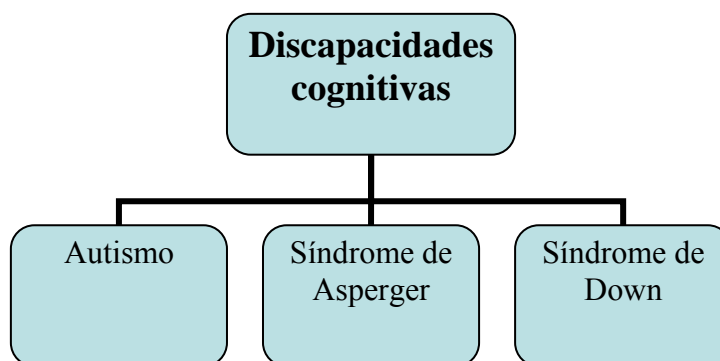 Discapacidades
cognitivas
Autismo
Síndrome de
Asperger
Síndrome de
Down